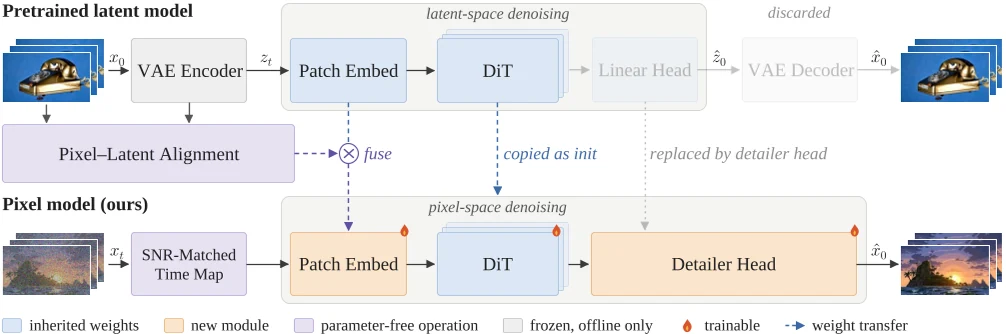 Pretrained latent model
latent-space denoising
discarded
x₀
VAE Encoder
z_t
Patch Embed
DiT
Linear Head
ẑ₀
VAE Decoder
x̂₀
Pixel–Latent Alignment
fuse
copied as init
replaced by detailer head
Pixel model (ours)
pixel-space denoising
x_t
SNR-Matched
Time Map
Patch Embed
DiT
Detailer Head
x̂₀
inherited weights
new module
parameter-free operation
frozen, offline only
trainable
weight transfer